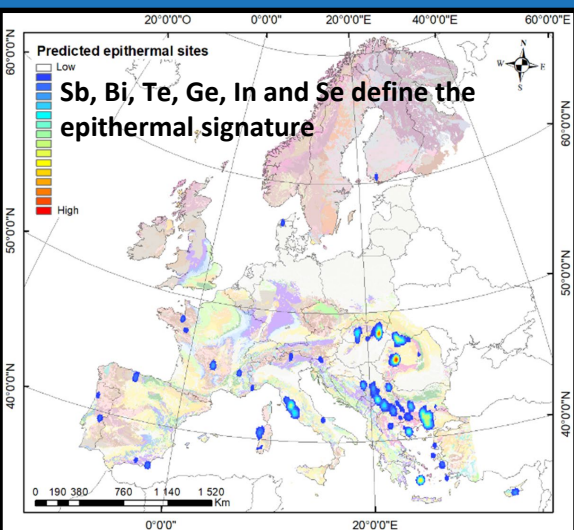 20°0'0"O 0°0'0" 20°0'0"E 40°0'0"E 60°0'0"E
Predicted epithermal sites
Low
Sb, Bi, Te, Ge, In and Se define the
epithermal signature
High
N
W E
S
60°0'0"N 60°0'0"N
50°0'0"N 50°0'0"N
40°0'0"N 40°0'0"N
0 190 380 760 1 140 1 520
Km
0°0'0" 20°0'0"E